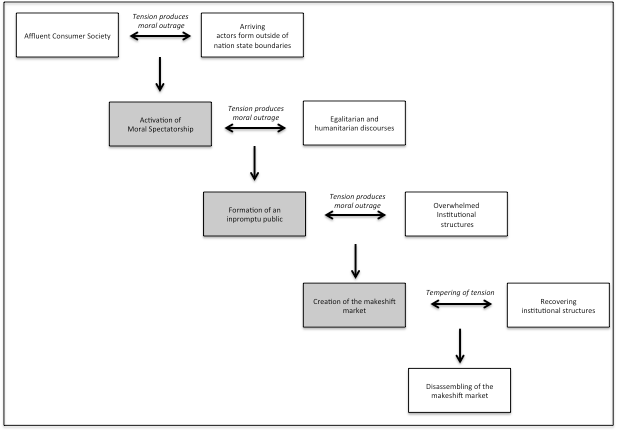 Tension produces
moral outrage
Affluent Consumer Society
Arriving
actors form outside of
nation state boundaries
Tension produces
moral outrage
Activation of
Moral Spectatorship
Egalitarian and
humanitarian discourses
Tension produces
moral outrage
Formation of an
inpromptu public
Overwhelmed
Institutional
structures
Tempering of tension
Creation of the makeshift
market
Recovering
institutional structures
Disassembling of the
makeshift market